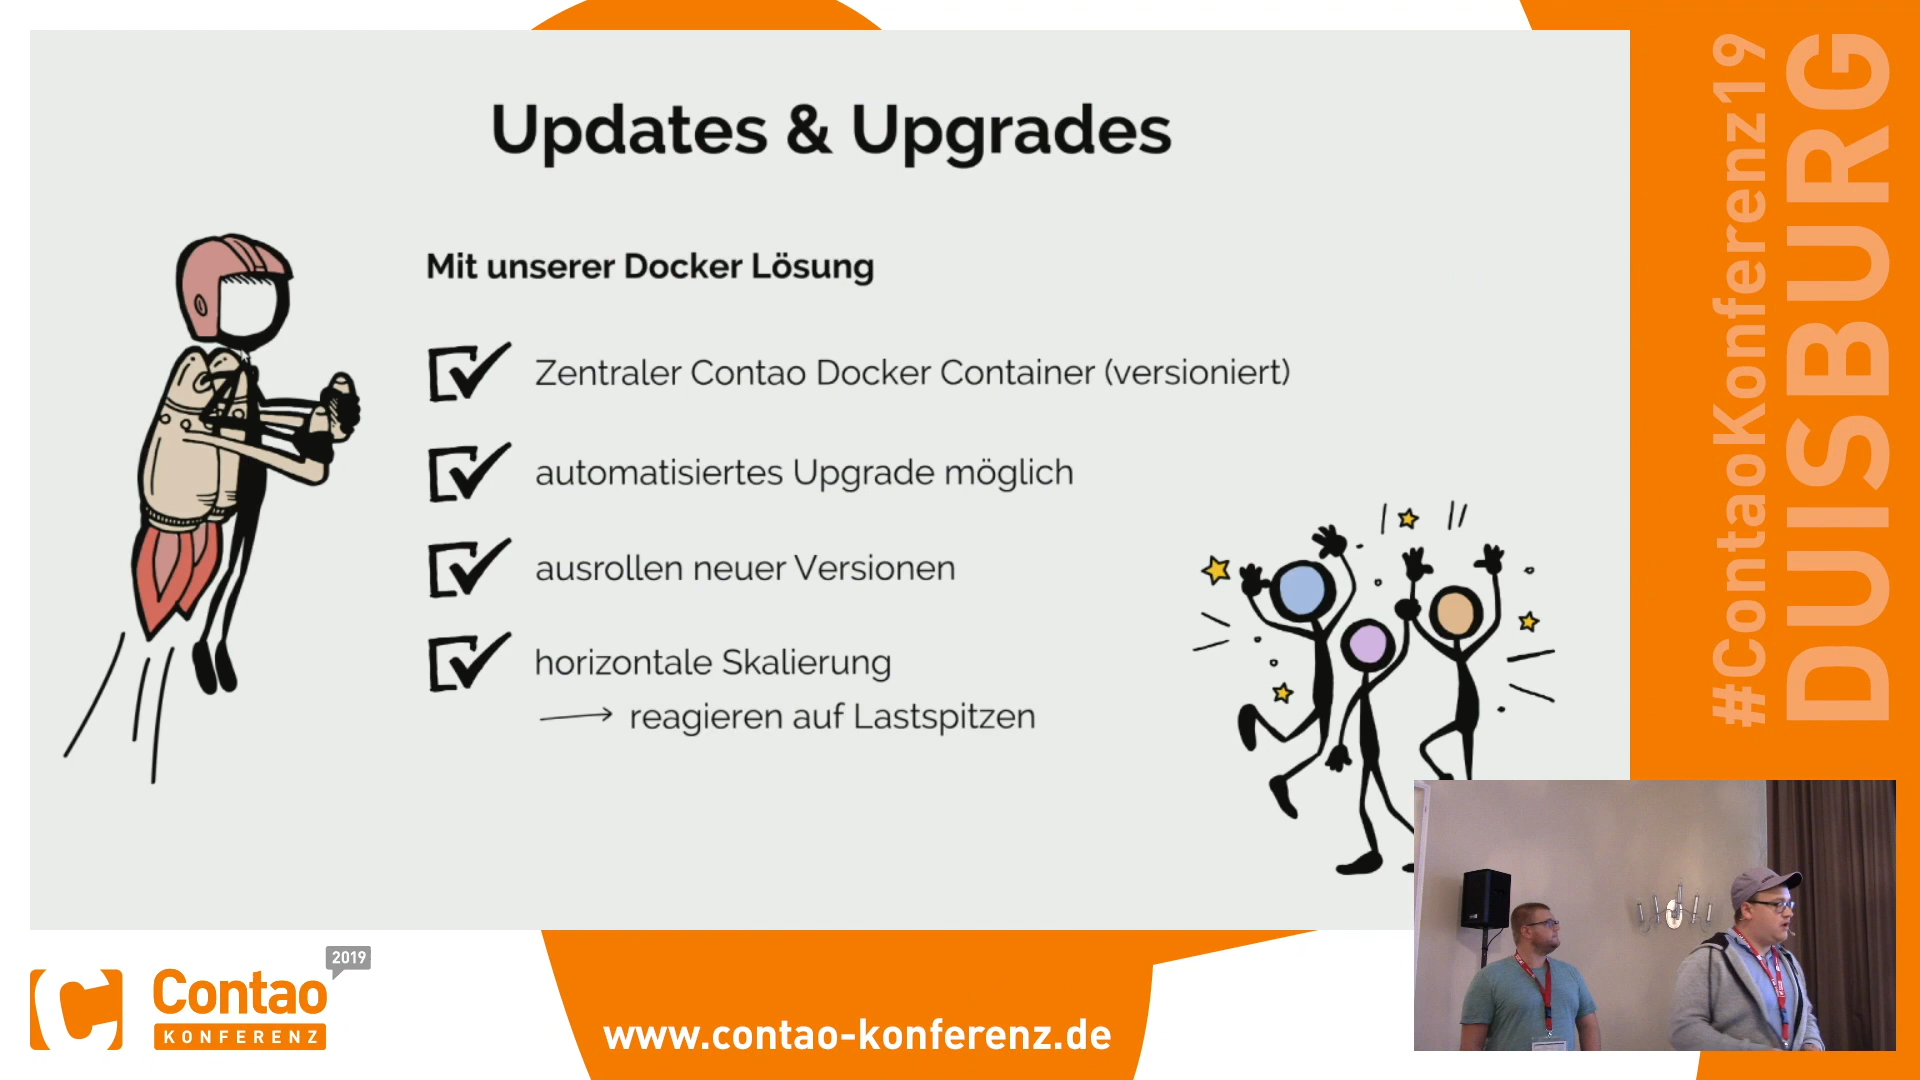 Updates & Upgrades
Mit unserer Docker Lösung
Zentraler Contao Docker Container (versioniert)
automatisiertes Upgrade möglich
ausrollen neuer Versionen
horizontale Skalierung
reagieren auf Lastspitzen
#ContaoKonferenz19
DUISBURG
2019
Contao
KONFERENZ
www.contao-konferenz.de